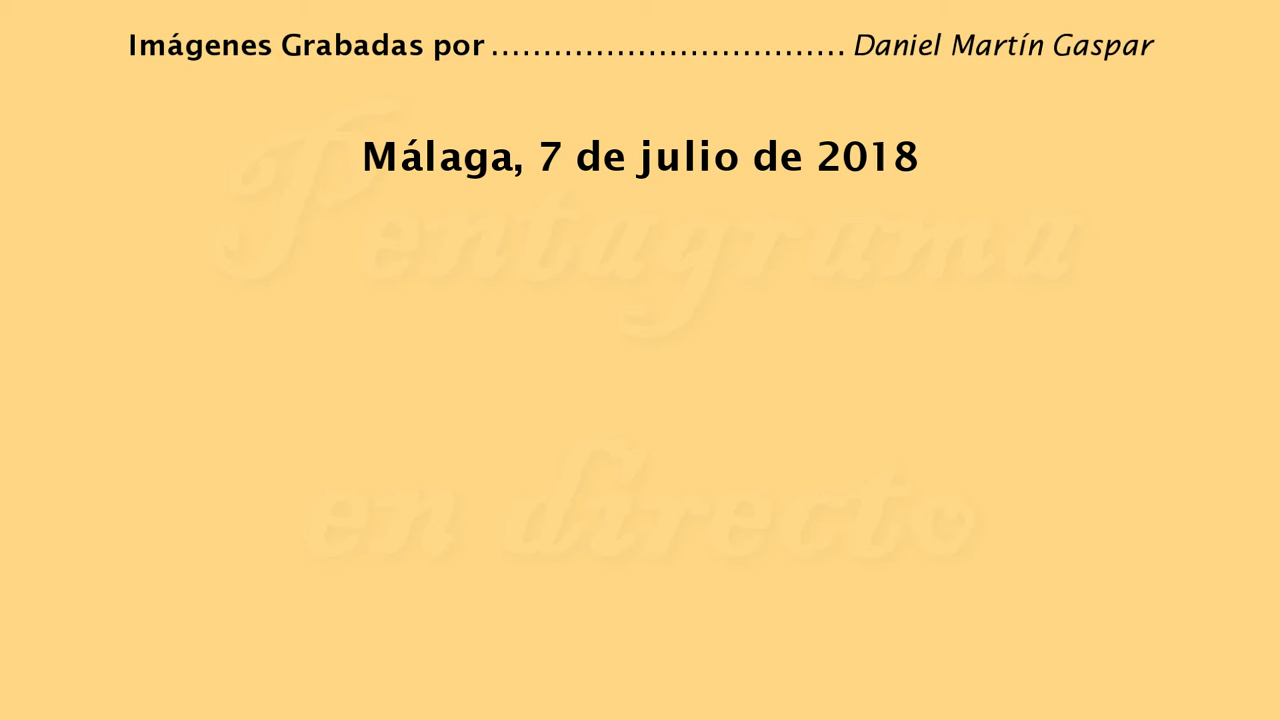 Imágenes Grabadas por .................................. Daniel Martín Gaspar
Málaga, 7 de julio de 2018
Pentagrama
en directo